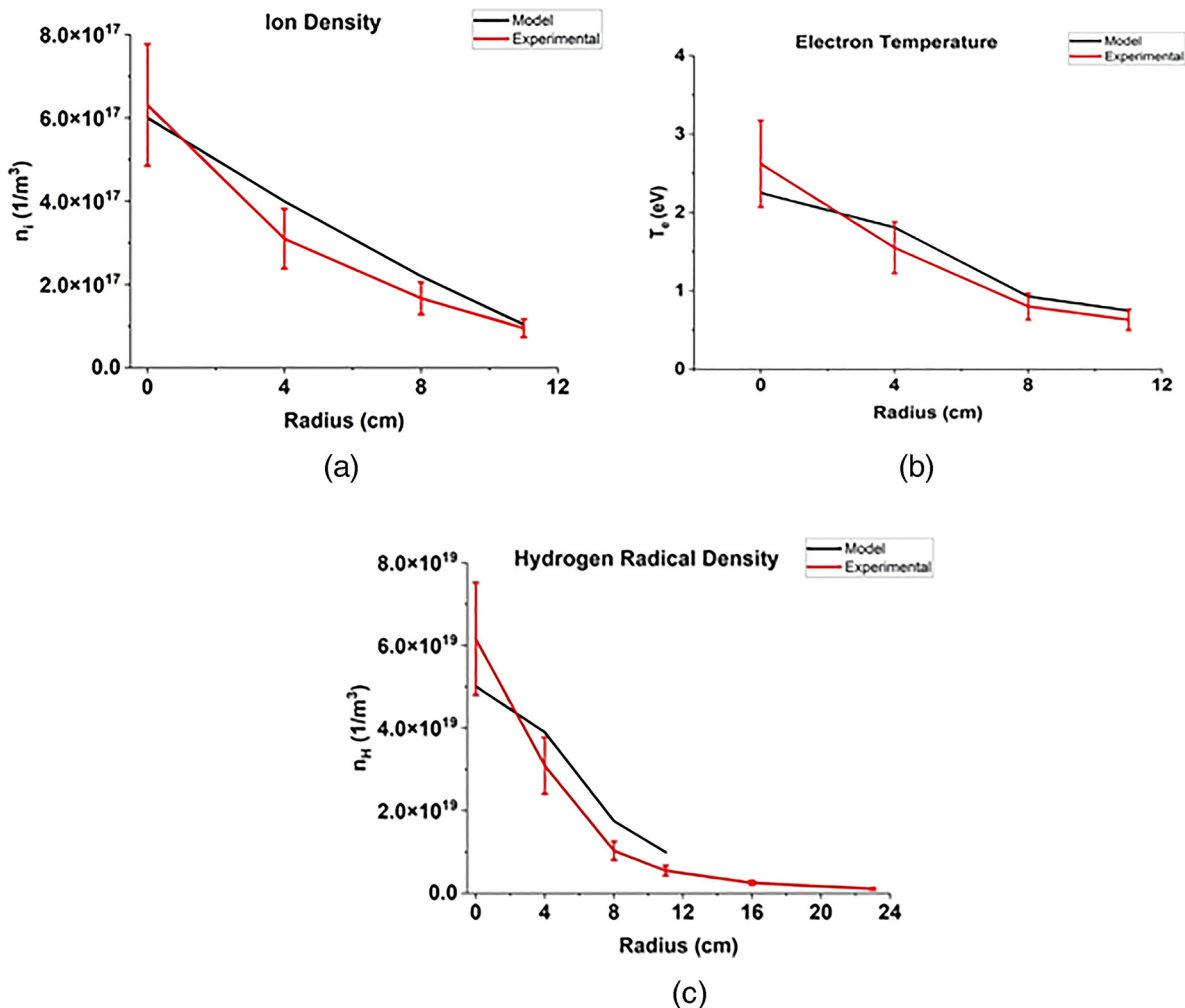 Ion Density
Model
Experimental
8.0×10¹⁷
6.0×10¹⁷
4.0×10¹⁷
2.0×10¹⁷
0.0
nᵢ (1/m³)
0 4 8 12
Radius (cm)
(a)
Electron Temperature
Model
Experimental
4
3
2
1
0
Tₑ (eV)
0 4 8 12
Radius (cm)
(b)
Hydrogen Radical Density
Model
Experimental
8.0×10¹⁹
6.0×10¹⁹
4.0×10¹⁹
2.0×10¹⁹
0.0
n_H (1/m³)
0 4 8 12 16 20 24
Radius (cm)
(c)